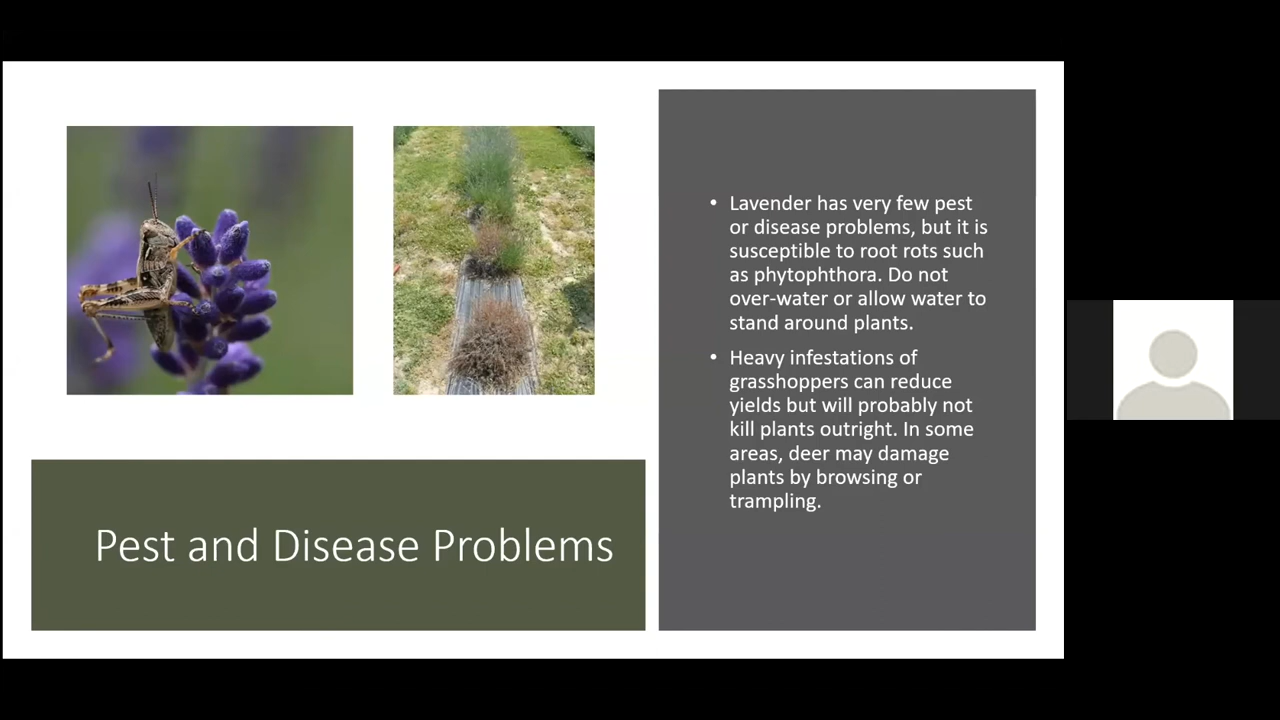 Pest and Disease Problems
• Lavender has very few pest
or disease problems, but it is
susceptible to root rots such
as phytophthora. Do not
over-water or allow water to
stand around plants.
• Heavy infestations of
grasshoppers can reduce
yields but will probably not
kill plants outright. In some
areas, deer may damage
plants by browsing or
trampling.